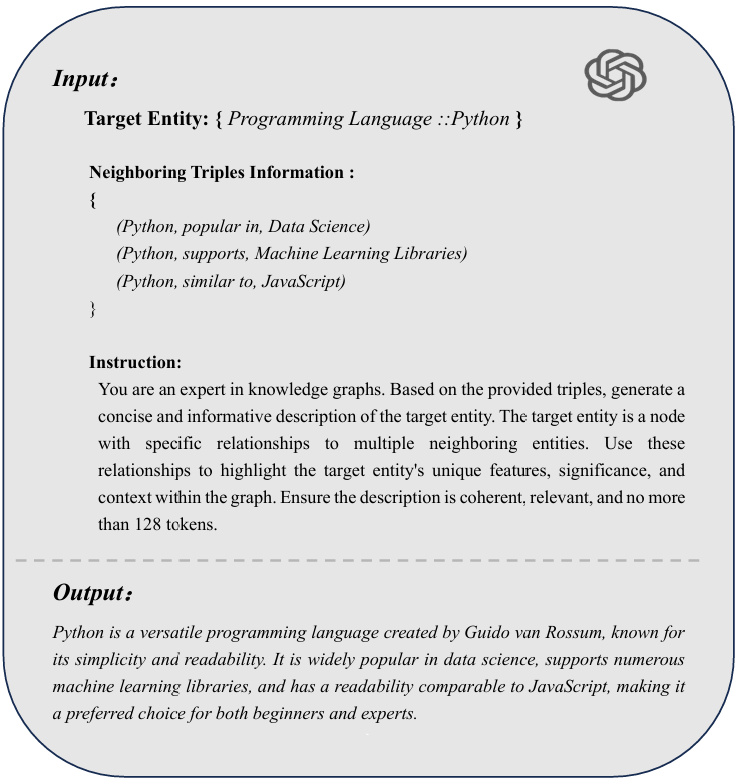 Input：
Target Entity: { Programming Language ::Python }
Neighboring Triples Information :
{
(Python, popular in, Data Science)
(Python, supports, Machine Learning Libraries)
(Python, similar to, JavaScript)
}
Instruction:
You are an expert in knowledge graphs. Based on the provided triples, generate a
concise and informative description of the target entity. The target entity is a node
with specific relationships to multiple neighboring entities. Use these
relationships to highlight the target entity's unique features, significance, and
context within the graph. Ensure the description is coherent, relevant, and no more
than 128 tokens.
Output：
Python is a versatile programming language created by Guido van Rossum, known for
its simplicity and readability. It is widely popular in data science, supports numerous
machine learning libraries, and has a readability comparable to JavaScript, making it
a preferred choice for both beginners and experts.